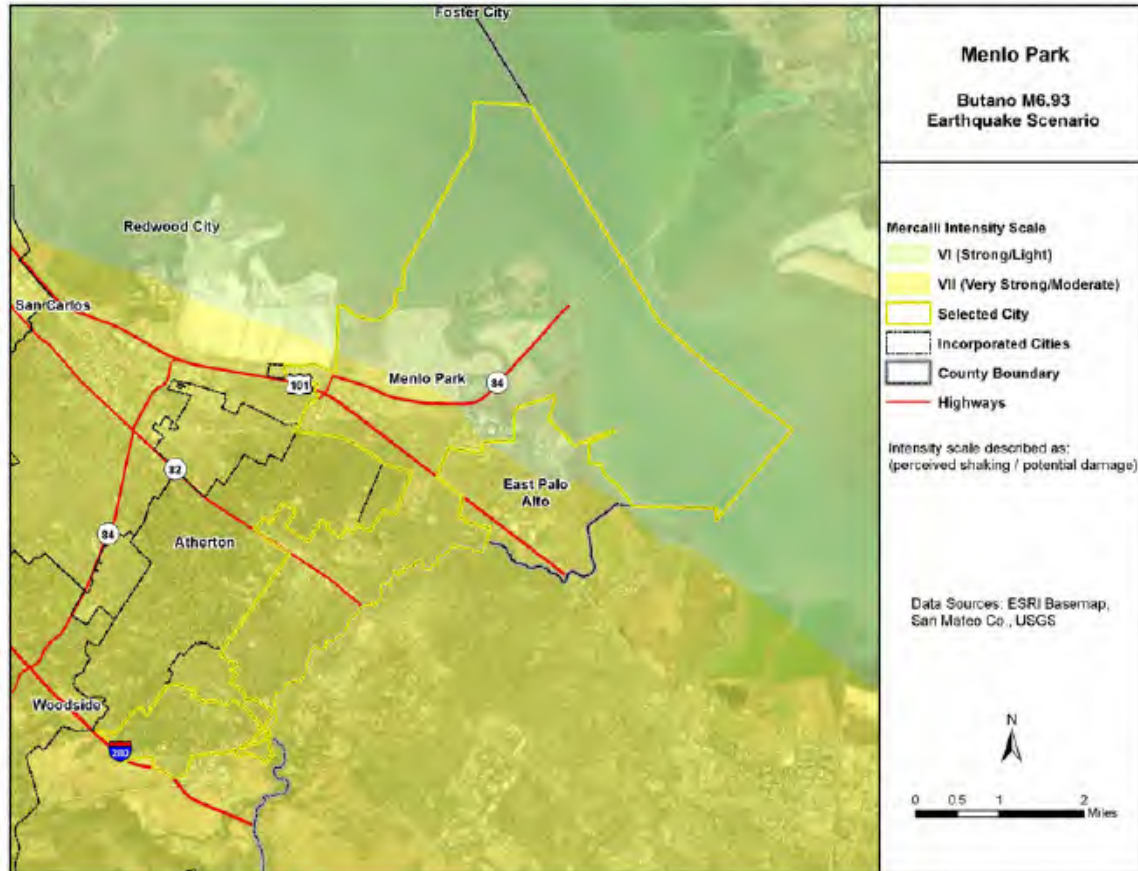 Foster City
Redwood City
San Carlos
101
Menlo Park
84
82
East Palo
Alto
84
Atherton
Woodside
280
Menlo Park
Butano M6.93
Earthquake Scenario
Mercalli Intensity Scale
VI (Strong/Light)
VII (Very Strong/Moderate)
Selected City
Incorporated Cities
County Boundary
Highways
Intensity scale described as:
(perceived shaking / potential damage)
Data Sources: ESRI Basemap,
San Mateo Co., USGS
N
0 0.5 1 2
Miles